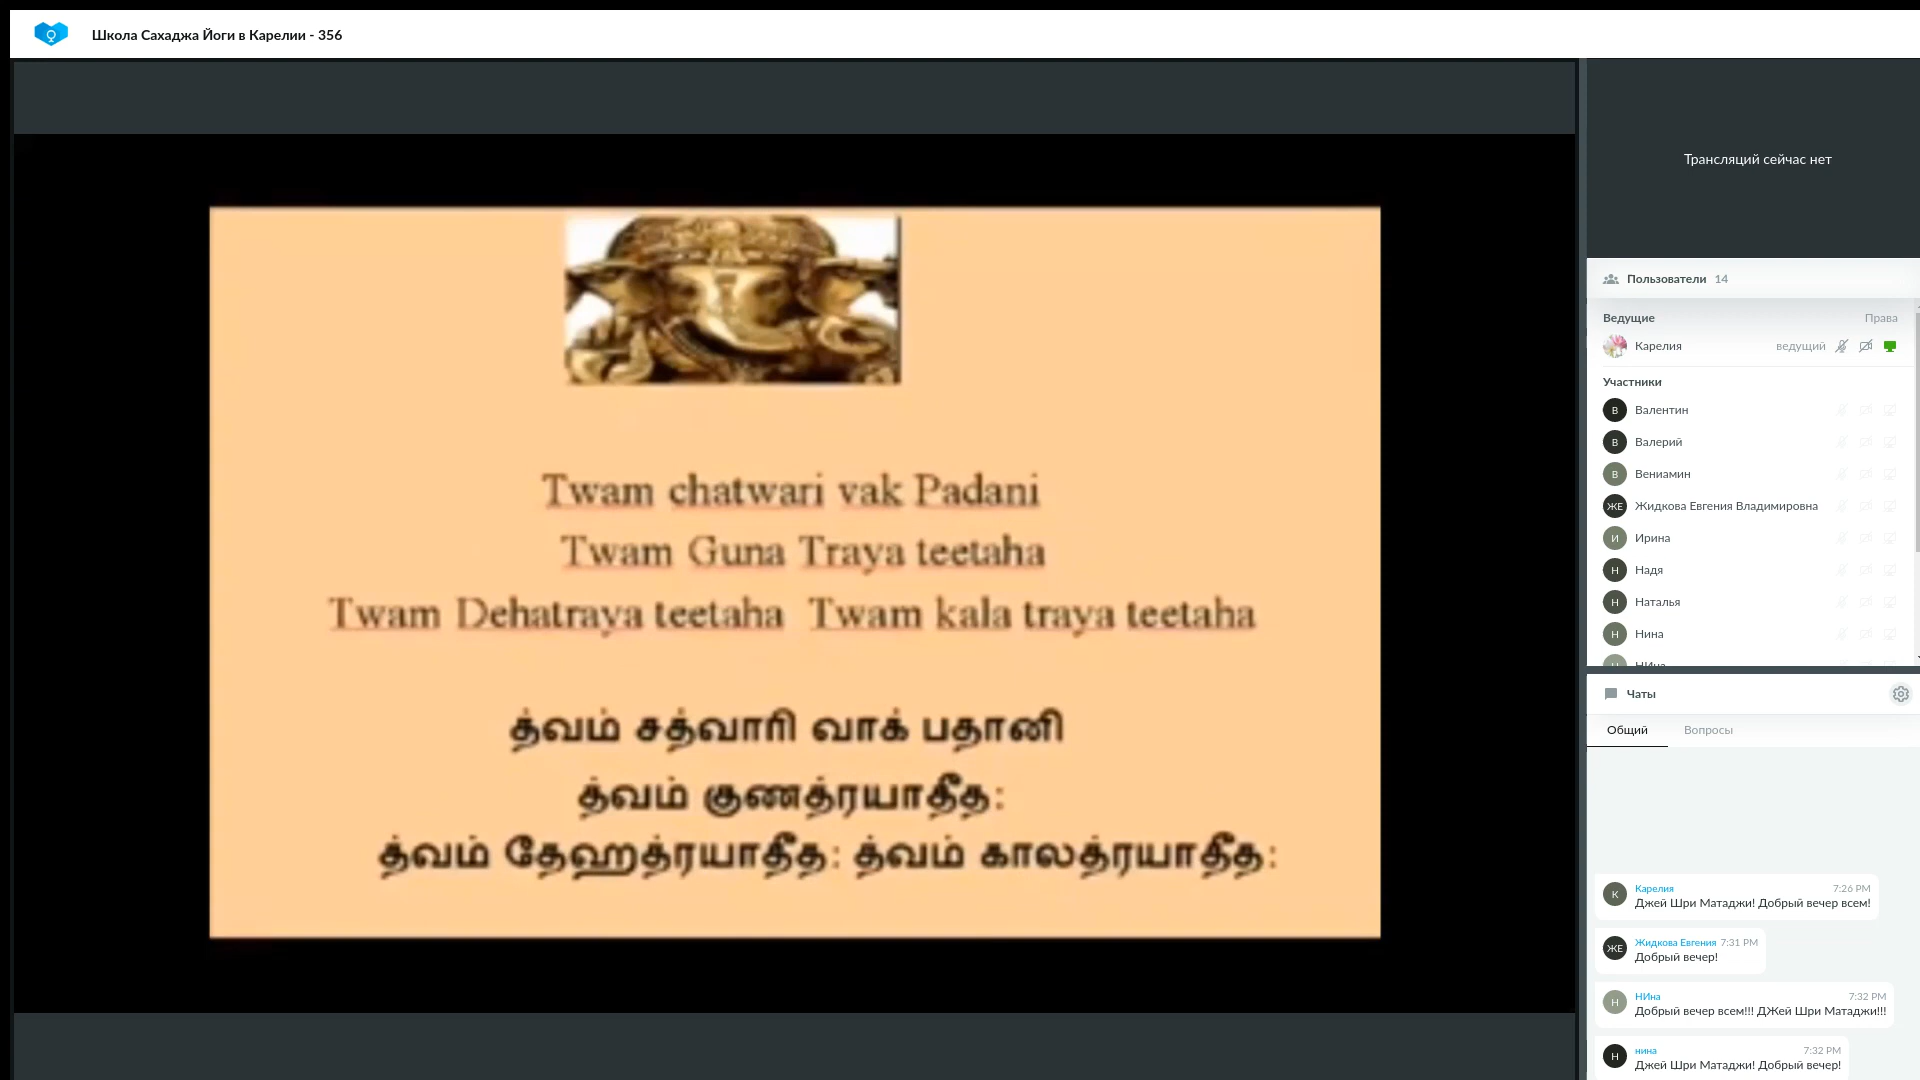 Школа Сахаджа Йоги в Карелии - 356
Twam chatwari vak Padani
Twam Guna Traya teetaha
Twam Dehatraya teetaha Twam kala traya teetaha
த்வம் சத்வாரி வாக் பதானி
த்வம் குணத்ரயாதீத:
த்வம் தேஹத்ரயாதீத: த்வம் காலத்ரயாதீத:
Трансляций сейчас нет
Пользователи 14
Ведущие Права
Карелия ведущий
Участники
В Валентин
В Валерий
В Вениамин
ЖЕ Жидкова Евгения Владимировна
И Ирина
Н Надя
Н Наталья
Н Нина
Н НИна
Чаты
Общий Вопросы
К Карелия 7:26 PM
Джей Шри Матаджи! Добрый вечер всем!
ЖЕ Жидкова Евгения 7:31 PM
Добрый вечер!
Н НИна 7:32 PM
Добрый вечер всем!!! ДЖей Шри Матаджи!!!
Н нина 7:32 PM
Джей Шри Матаджи! Добрый вечер!